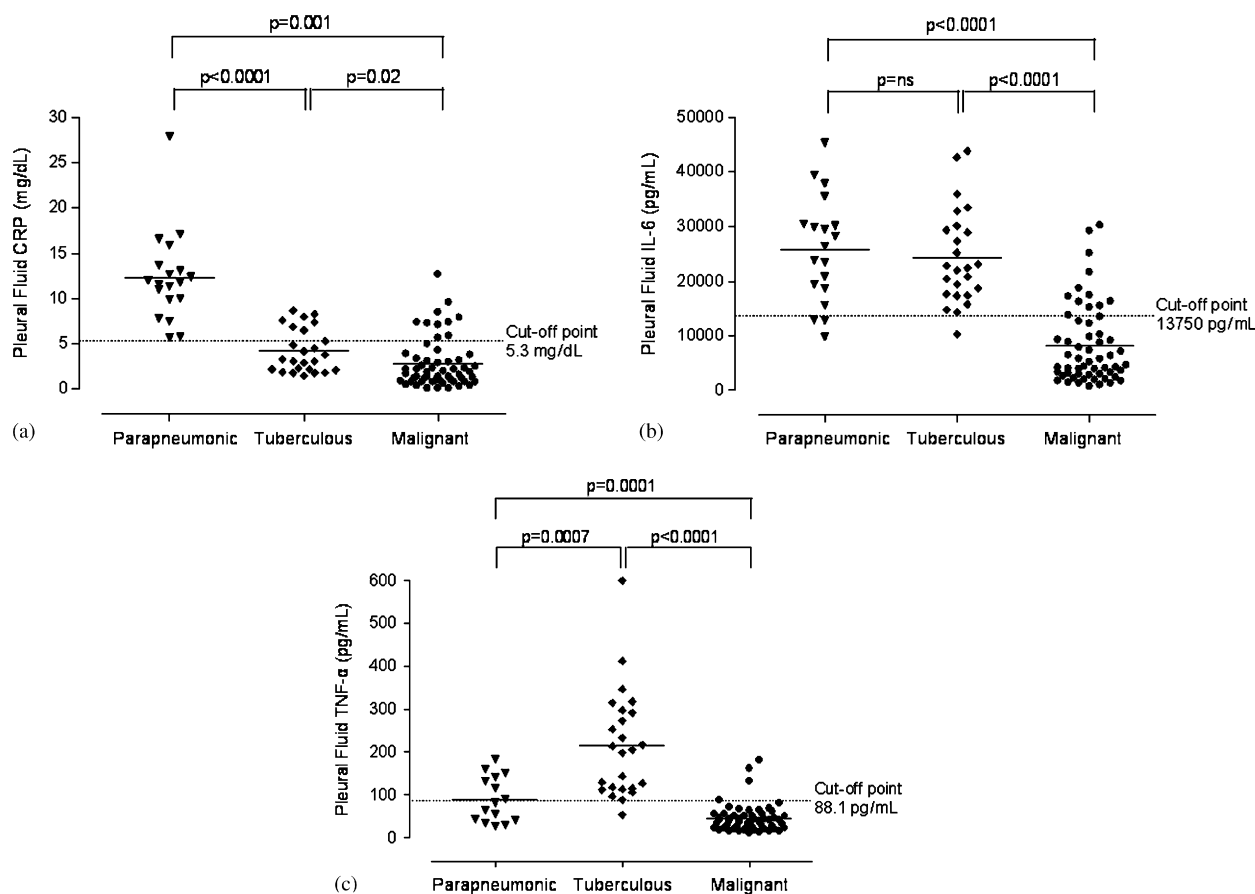 p=0.001
p<0.0001
p=0.02
30
25
20
15
10
5
0
Pleural Fluid CRP (mg/dL)
Cut-off point
5.3 mg/dL
(a)
Parapneumonic
Tuberculous
Malignant
p<0.0001
p=ns
p<0.0001
50000
40000
30000
20000
10000
0
Pleural Fluid IL-6 (pg/mL)
Cut-off point
13750 pg/mL
(b)
Parapneumonic
Tuberculous
Malignant
p=0.0001
p=0.0007
p<0.0001
600
500
400
300
200
100
0
Pleural Fluid TNF-α (pg/mL)
Cut-off point
88.1 pg/mL
(c)
Parapneumonic
Tuberculous
Malignant